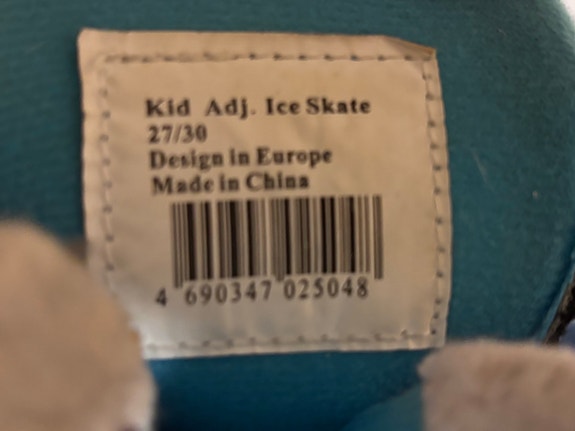 Kid Adj. Ice Skate
27/30
Design in Europe
Made in China
4 690347 025048